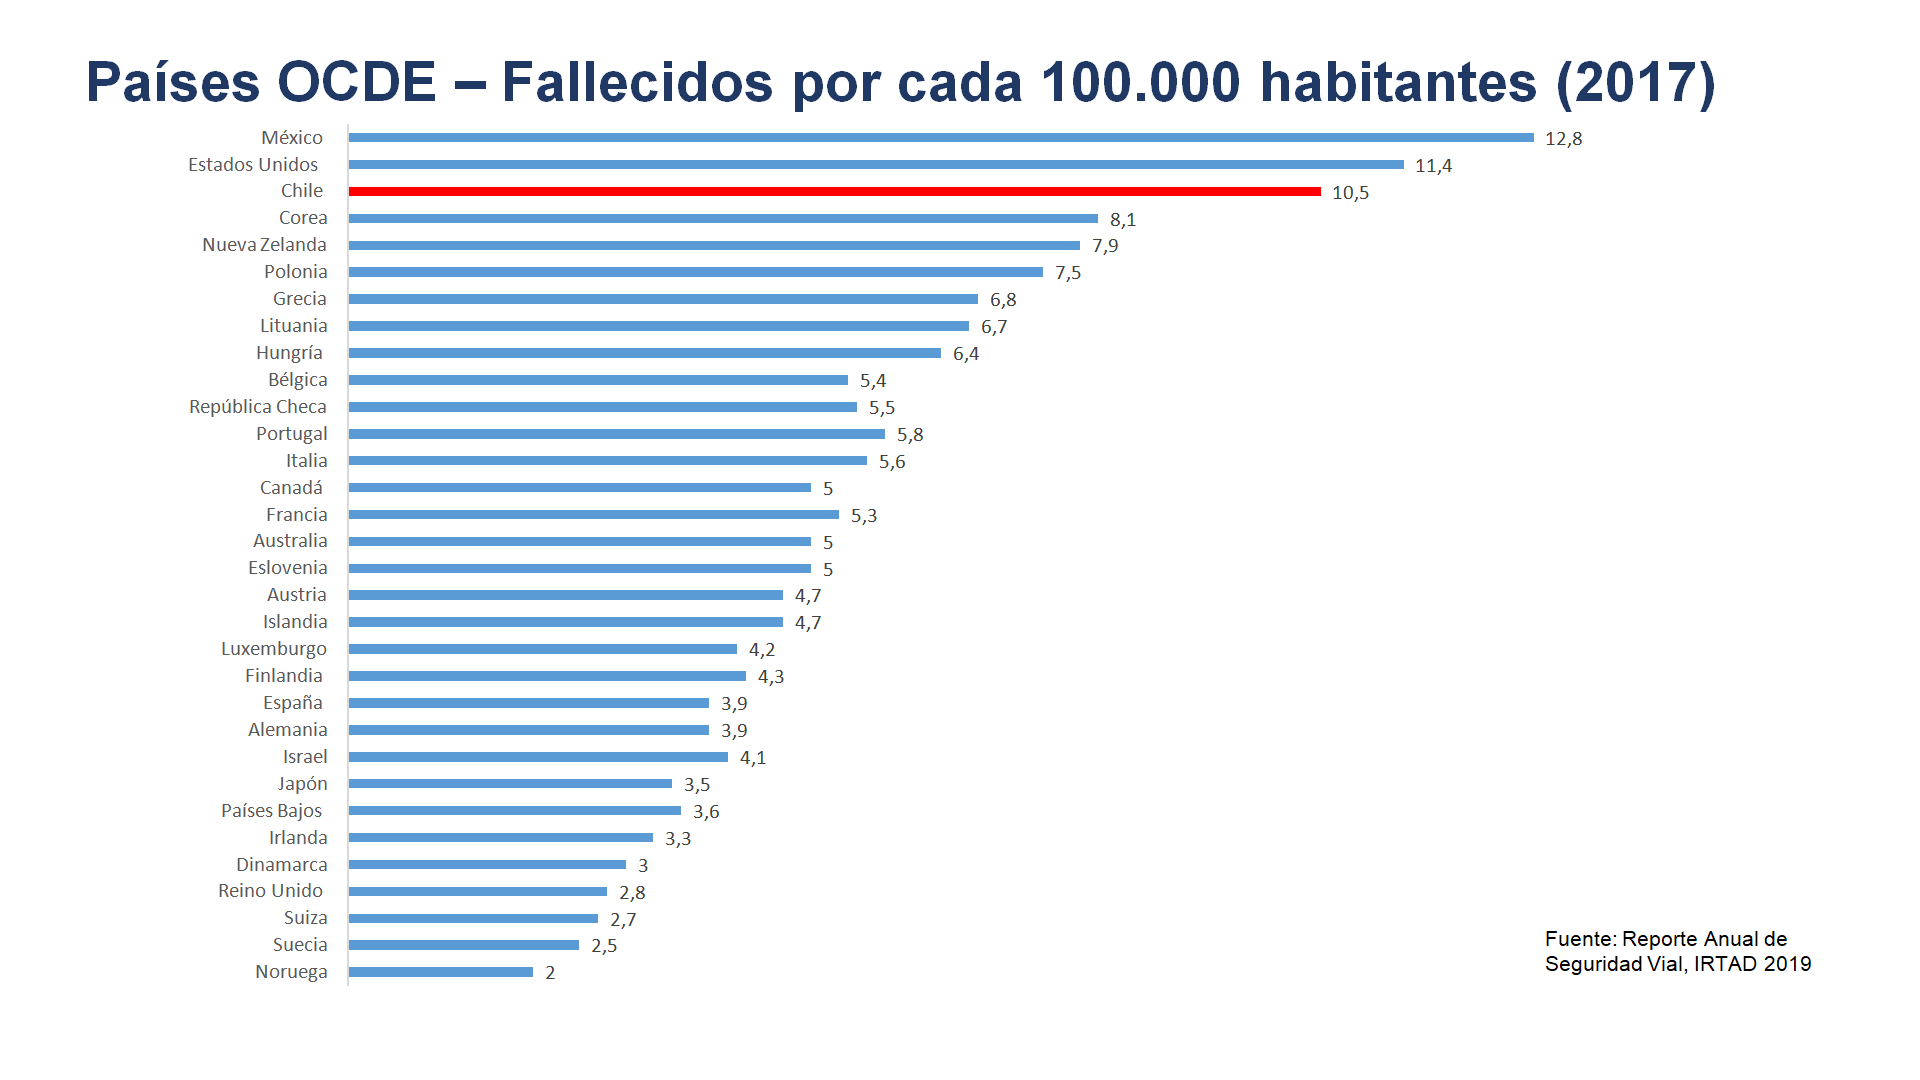 Países OCDE – Fallecidos por cada 100.000 habitantes (2017)
México 12,8
Estados Unidos 11,4
Chile 10,5
Corea 8,1
Nueva Zelanda 7,9
Polonia 7,5
Grecia 6,8
Lituania 6,7
Hungría 6,4
Bélgica 5,4
República Checa 5,5
Portugal 5,8
Italia 5,6
Canadá 5
Francia 5,3
Australia 5
Eslovenia 5
Austria 4,7
Islandia 4,7
Luxemburgo 4,2
Finlandia 4,3
España 3,9
Alemania 3,9
Israel 4,1
Japón 3,5
Países Bajos 3,6
Irlanda 3,3
Dinamarca 3
Reino Unido 2,8
Suiza 2,7
Suecia 2,5
Noruega 2
Fuente: Reporte Anual de
Seguridad Vial, IRTAD 2019